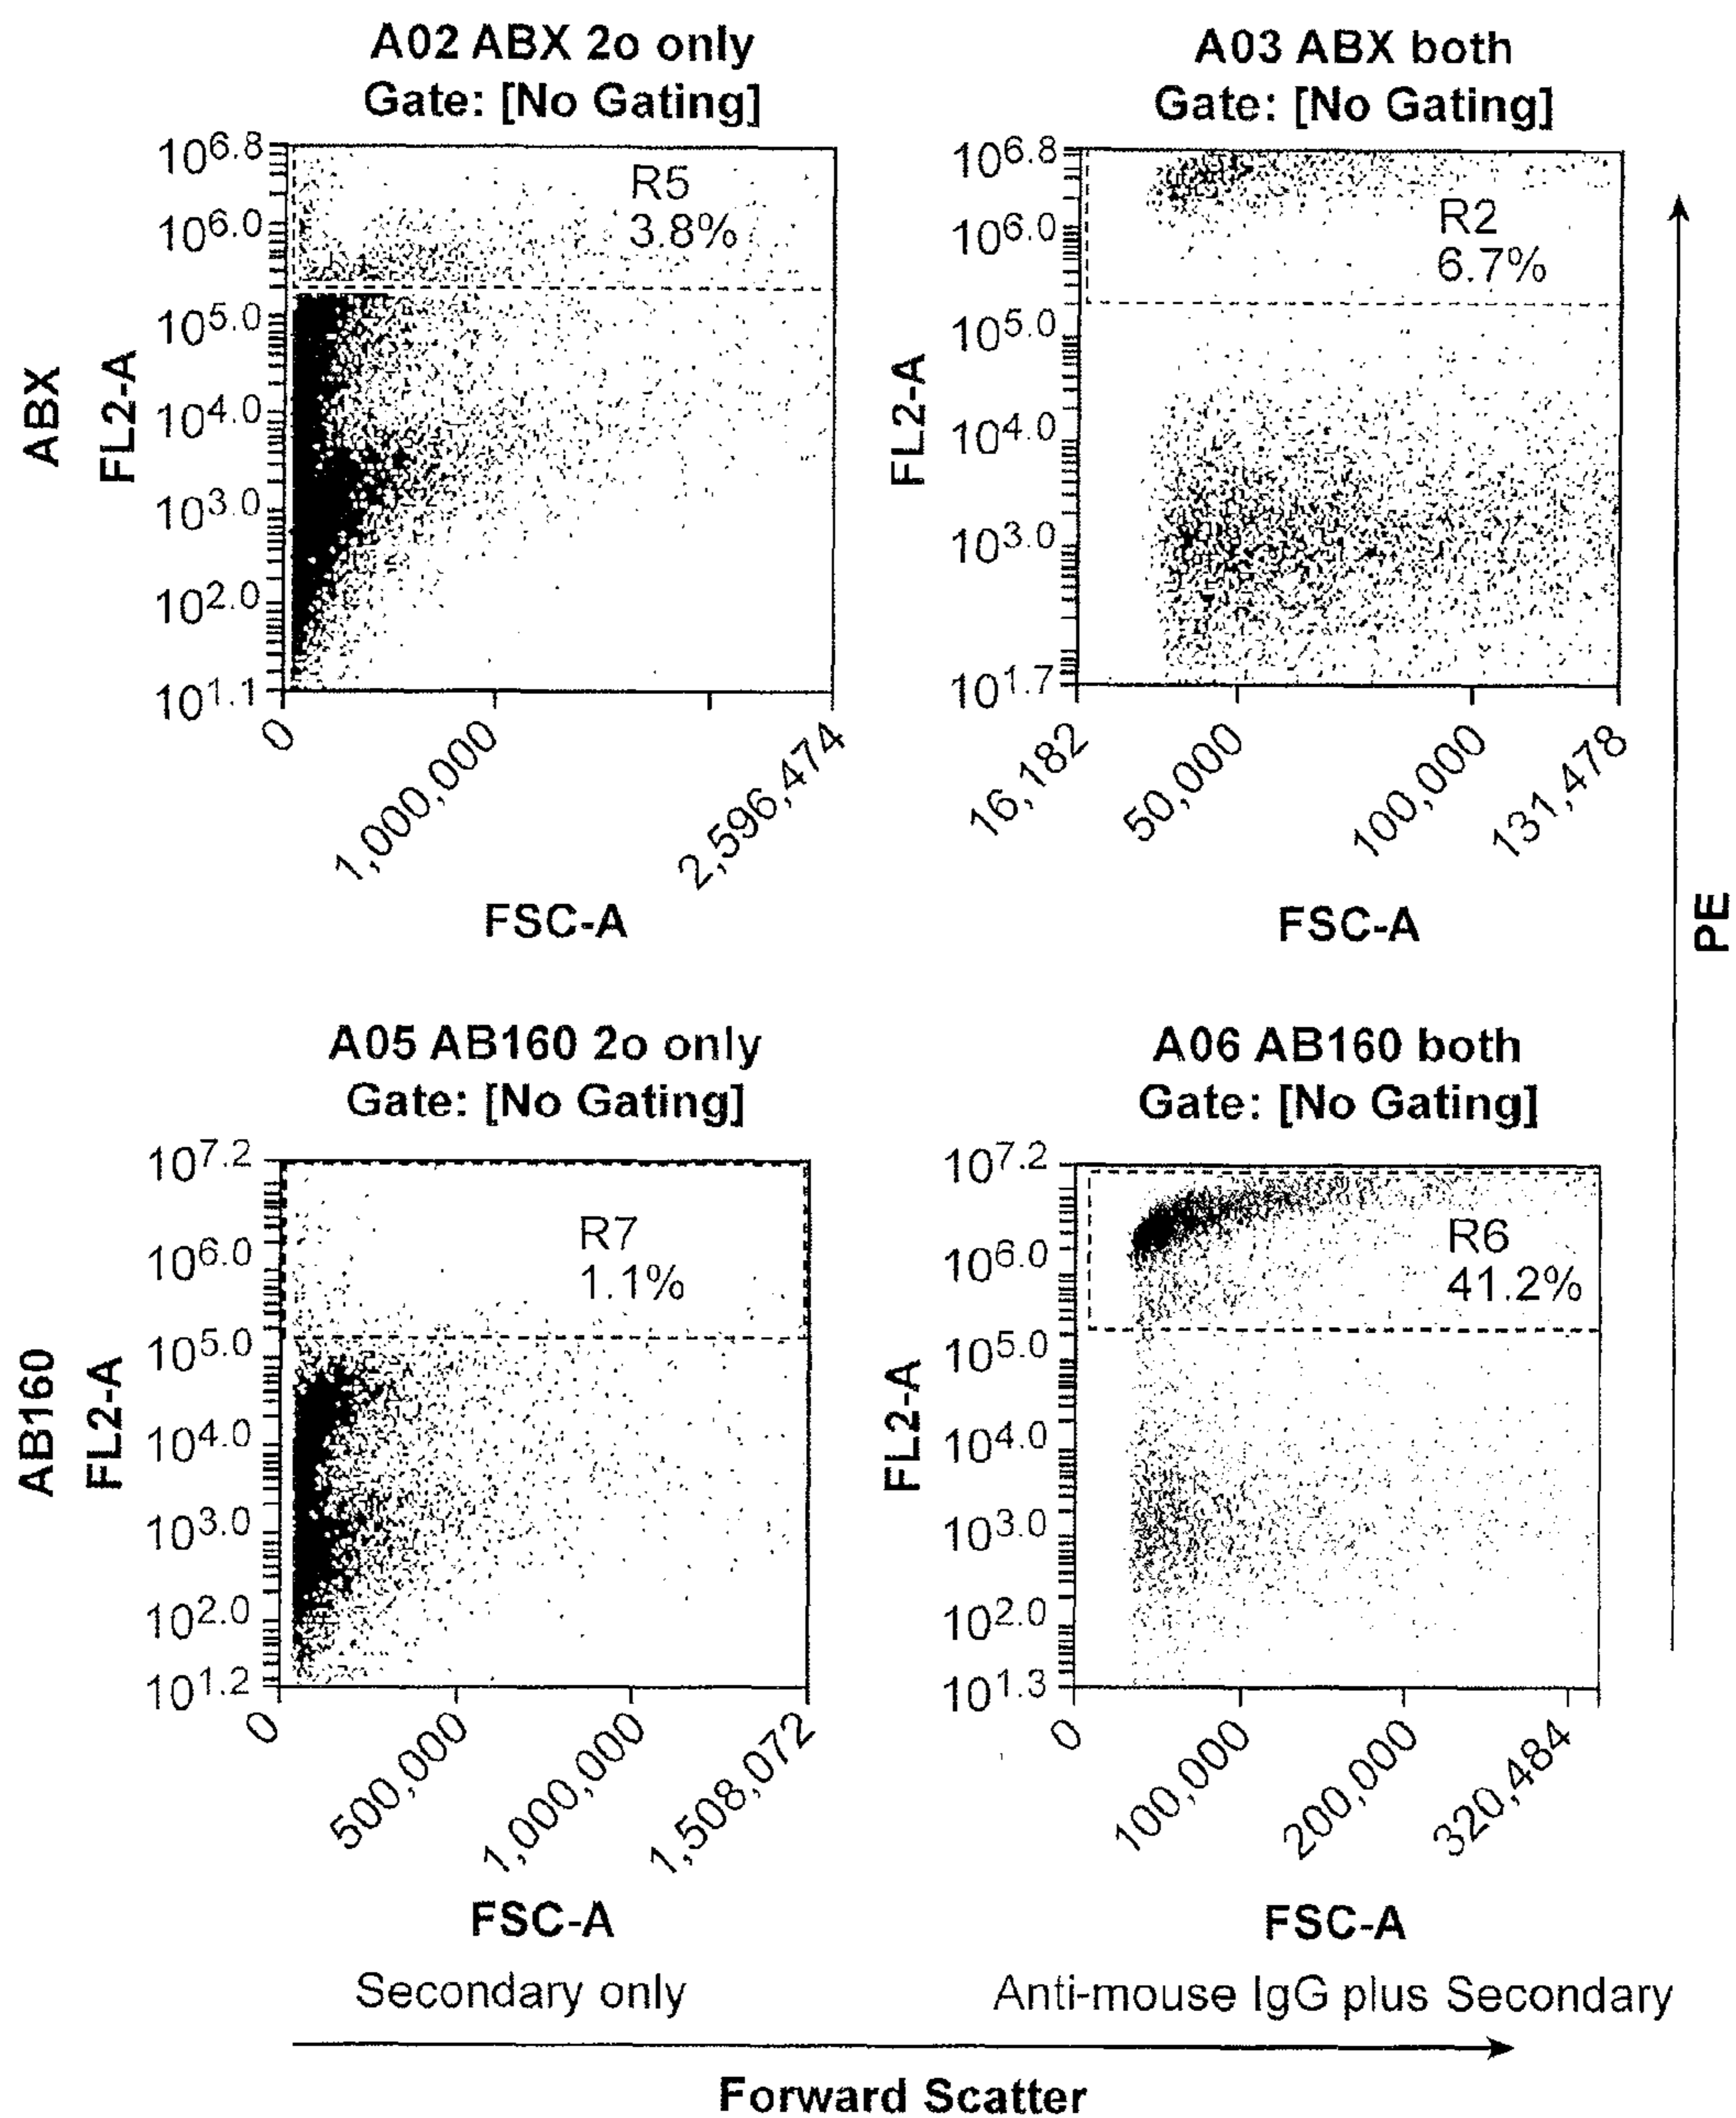 A02 ABX 2o only
Gate: [No Gating]
ABX
FL2-A
10^6.8
10^6.0
10^5.0
10^4.0
10^3.0
10^2.0
10^1.1
R5
3.8%
0
1,000,000
2,596,474
FSC-A
A03 ABX both
Gate: [No Gating]
FL2-A
10^6.8
10^6.0
10^5.0
10^4.0
10^3.0
10^1.7
R2
6.7%
16,182
50,000
100,000
131,478
FSC-A
PE
A05 AB160 2o only
Gate: [No Gating]
AB160
FL2-A
10^7.2
10^6.0
10^5.0
10^4.0
10^3.0
10^2.0
10^1.2
R7
1.1%
0
500,000
1,000,000
1,508,072
FSC-A
Secondary only
A06 AB160 both
Gate: [No Gating]
FL2-A
10^7.2
10^6.0
10^5.0
10^4.0
10^3.0
10^2.0
10^1.3
R6
41.2%
0
100,000
200,000
320,484
FSC-A
Anti-mouse IgG plus Secondary
Forward Scatter